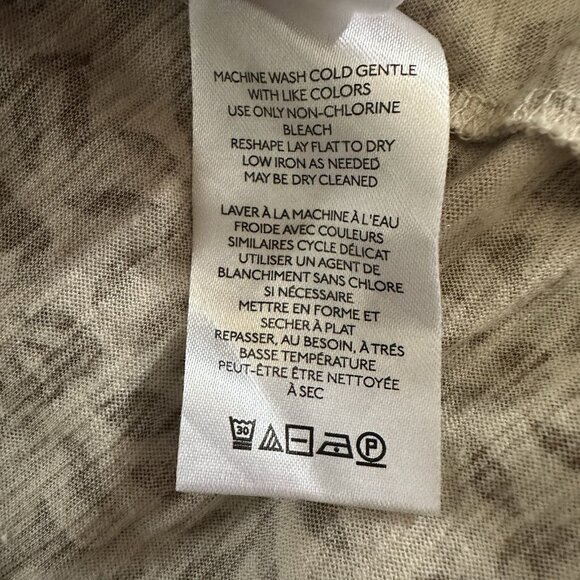 MACHINE WASH COLD GENTLE
WITH LIKE COLORS
USE ONLY NON-CHLORINE
BLEACH
RESHAPE LAY FLAT TO DRY
LOW IRON AS NEEDED
MAY BE DRY CLEANED
LAVER À LA MACHINE À L'EAU
FROIDE AVEC COULEURS
SIMILAIRES CYCLE DÉLICAT
UTILISER UN AGENT DE
BLANCHIMENT SANS CHLORE
SI NÉCESSAIRE
METTRE EN FORME ET
SECHER À PLAT
REPASSER, AU BESOIN, À TRÉS
BASSE TEMPÉRATURE
PEUT-ÊTRE ÊTRE NETTOYÉE
À SEC
30 P